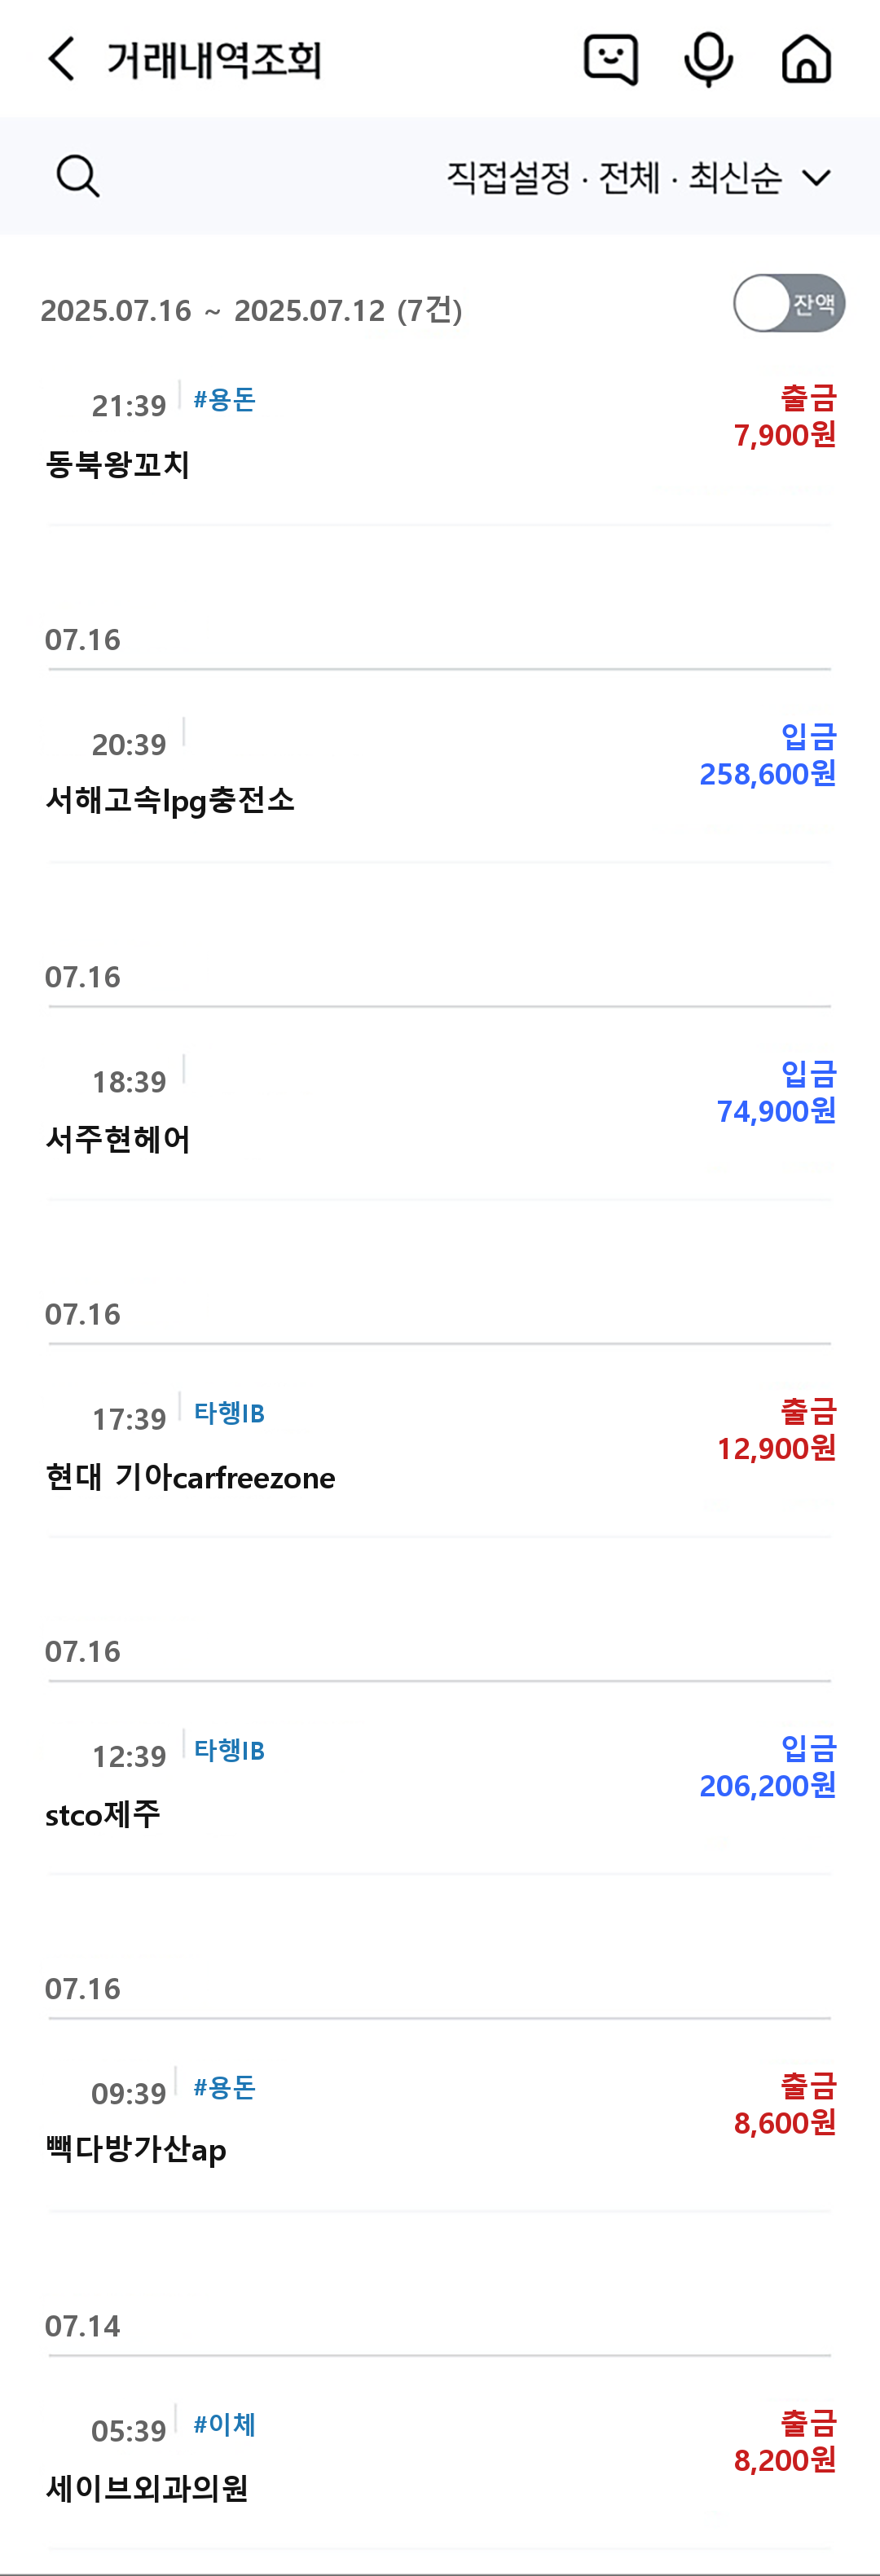 거래내역조회
직접설정 · 전체 · 최신순
2025.07.16 ~ 2025.07.12 (7건)
잔액
21:39 #용돈 출금
7,900원
동북왕꼬치
07.16
20:39 입금
258,600원
서해고속lpg충전소
07.16
18:39 입금
74,900원
서주현헤어
07.16
17:39 타행IB 출금
12,900원
현대 기아carfreezone
07.16
12:39 타행IB 입금
206,200원
stco제주
07.16
09:39 #용돈 출금
8,600원
빽다방가산ap
07.14
05:39 #이체 출금
8,200원
세이브외과의원